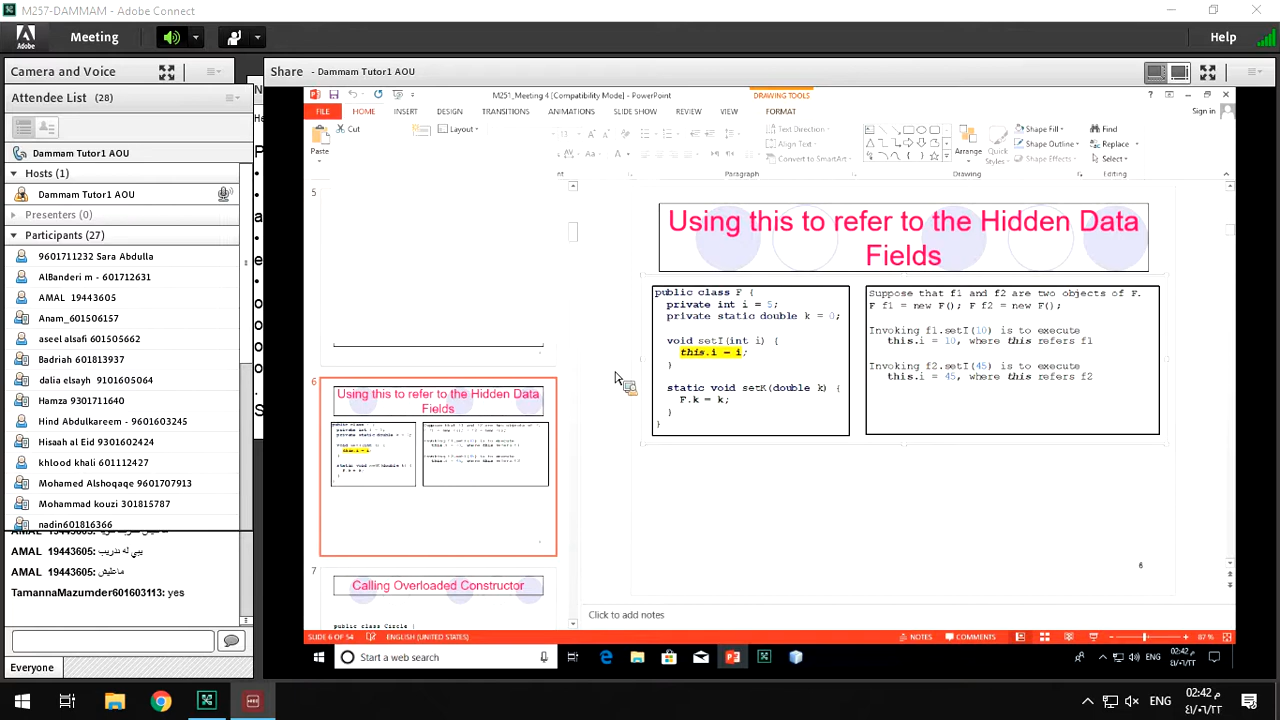 M257-DAMMAM - Adobe Connect
Adobe
Meeting
Help
Camera and Voice
Attendee List (28)
Dammam Tutor1 AOU
Hosts (1)
Dammam Tutor1 AOU
Presenters (0)
Participants (27)
9601711232 Sara Abdulla
AlBanderi m - 601712631
AMAL 19443605
Anam_601506157
aseel alsafi 601505562
Badriah 601813937
dalia elsayh 9101605064
Hamza 9301711640
Hind Abdulkareem - 9601603245
Hisaah al Eid 9601602424
khlood khali 601112427
Mohamed Alshoqaqe 9601707913
Mohammad kouzi 301815787
nadin601816366
AMAL 19443605: يبي له تدريب
AMAL 19443605: ماعليش
TamannaMazumder601603113: yes
Everyone
Share - Dammam Tutor1 AOU
M251_Meeting 4 [Compatibility Mode] - PowerPoint
DRAWING TOOLS
FILE HOME INSERT DESIGN TRANSITIONS ANIMATIONS SLIDE SHOW REVIEW VIEW FORMAT
Sign in
Paste
Cut
Layout
13
Aa
A
Text Direction
Align Text
Convert to SmartArt
Arrange
Quick
Styles
Shape Fill
Shape Outline
Shape Effects
Find
Replace
Select
Paragraph
Drawing
Editing
5
6
Using this to refer to the Hidden Data
Fields
7
Calling Overloaded Constructor
public class Circle {
Using this to refer to the Hidden Data
Fields
public class F {
private int i = 5;
private static double k = 0;
void setI(int i) {
this.i = i;
}
static void setK(double k) {
F.k = k;
}
}
Suppose that f1 and f2 are two objects of F.
F f1 = new F(); F f2 = new F();
Invoking f1.setI(10) is to execute
this.i = 10, where this refers f1
Invoking f2.setI(45) is to execute
this.i = 45, where this refers f2
6
Click to add notes
SLIDE 6 OF 54
ENGLISH (UNITED STATES)
NOTES
COMMENTS
87 %
Start a web search
ENG
02:42 م
ENG
02:42 م